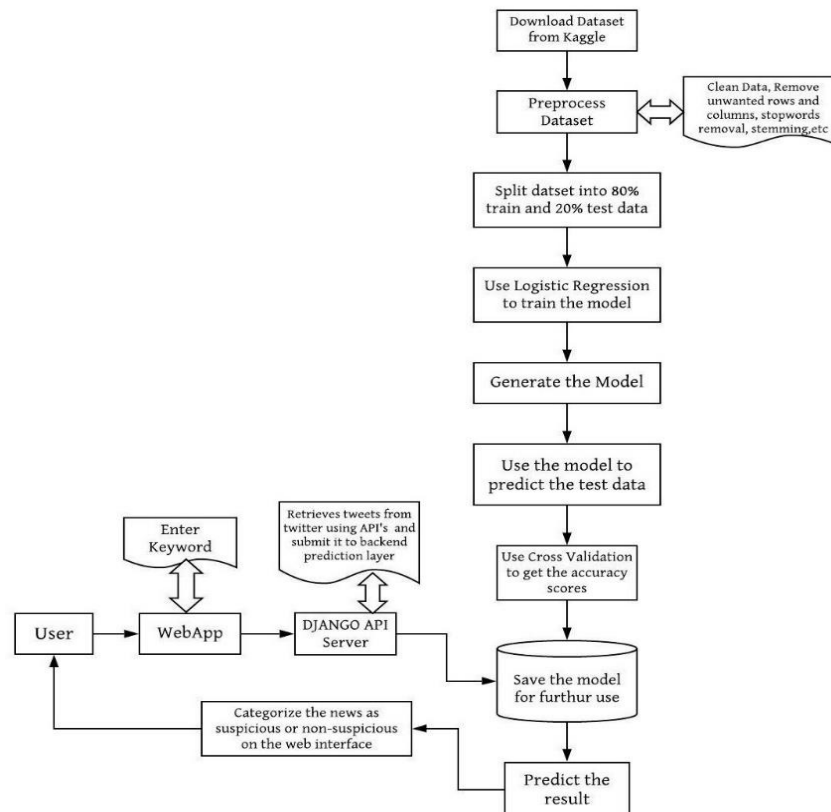 Download Dataset
from Kaggle
Preprocess
Dataset
Clean Data, Remove
unwanted rows and
columns, stopwords
removal, stemming,etc
Split datset into 80%
train and 20% test data
Use Logistic Regression
to train the model
Generate the Model
Use the model to
predict the test data
Use Cross Validation
to get the accuracy
scores
Enter
Keyword
Retrieves tweets from
twitter using API's and
submit it to backend
prediction layer
User
WebApp
DJANGO API
Server
Save the model
for furthur use
Categorize the news as
suspicious or non-suspicious
on the web interface
Predict the
result